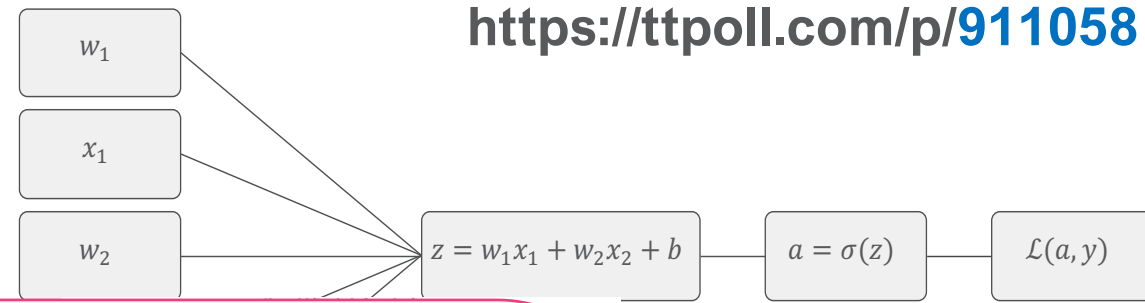 https://ttpoll.com/p/911058
w₁
x₁
w₂
z = w₁x₁ + w₂x₂ + b
a = σ(z)
ℒ(a, y)